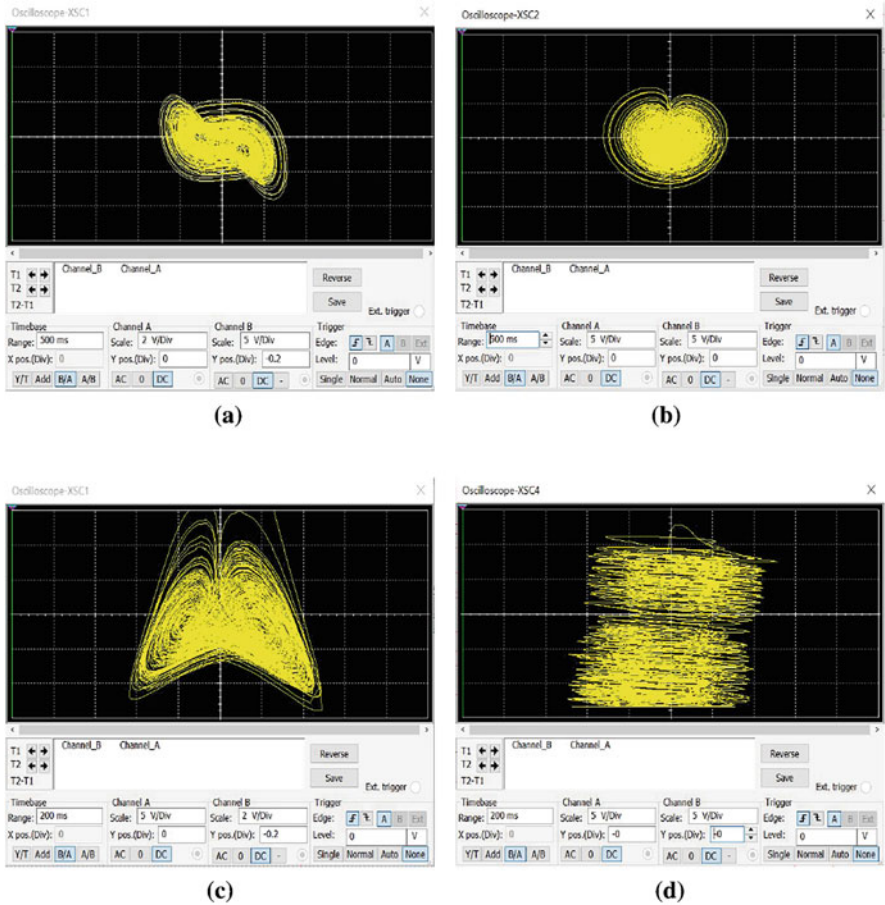 Oscilloscope-XSC1 X
Channel_B Channel_A
T1
T2
T2-T1
Reverse
Save
Ext. trigger
Timebase Channel A Channel B Trigger
Range: 500 ms Scale: 2 V/Div Scale: 5 V/Div Edge: A B Ext
X pos.(Div): 0 Y pos.(Div): 0 Y pos.(Div): -0.2 Level: 0 V
Y/T Add B/A A/B AC 0 DC AC 0 DC - Single Normal Auto None
(a)
Oscilloscope-XSC2 X
Channel_B Channel_A
T1
T2
T2-T1
Reverse
Save
Ext. trigger
Timebase Channel A Channel B Trigger
Range: 500 ms Scale: 5 V/Div Scale: 5 V/Div Edge: A B Ext
X pos.(Div): 0 Y pos.(Div): 0 Y pos.(Div): 0 Level: 0 V
Y/T Add B/A A/B AC 0 DC AC 0 DC - Single Normal Auto None
(b)
Oscilloscope-XSC1 X
Channel_B Channel_A
T1
T2
T2-T1
Reverse
Save
Ext. trigger
Timebase Channel A Channel B Trigger
Range: 200 ms Scale: 5 V/Div Scale: 2 V/Div Edge: A B Ext
X pos.(Div): 0 Y pos.(Div): 0 Y pos.(Div): -0.2 Level: 0 V
Y/T Add B/A A/B AC 0 DC AC 0 DC - Single Normal Auto None
(c)
Oscilloscope-XSC4 X
Channel_B Channel_A
T1
T2
T2-T1
Reverse
Save
Ext. trigger
Timebase Channel A Channel B Trigger
Range: 200 ms Scale: 5 V/Div Scale: 5 V/Div Edge: A B Ext
X pos.(Div): 0 Y pos.(Div): -0 Y pos.(Div): -0 Level: 0 V
Y/T Add B/A A/B AC 0 DC AC 0 DC - Single Normal Auto None
(d)